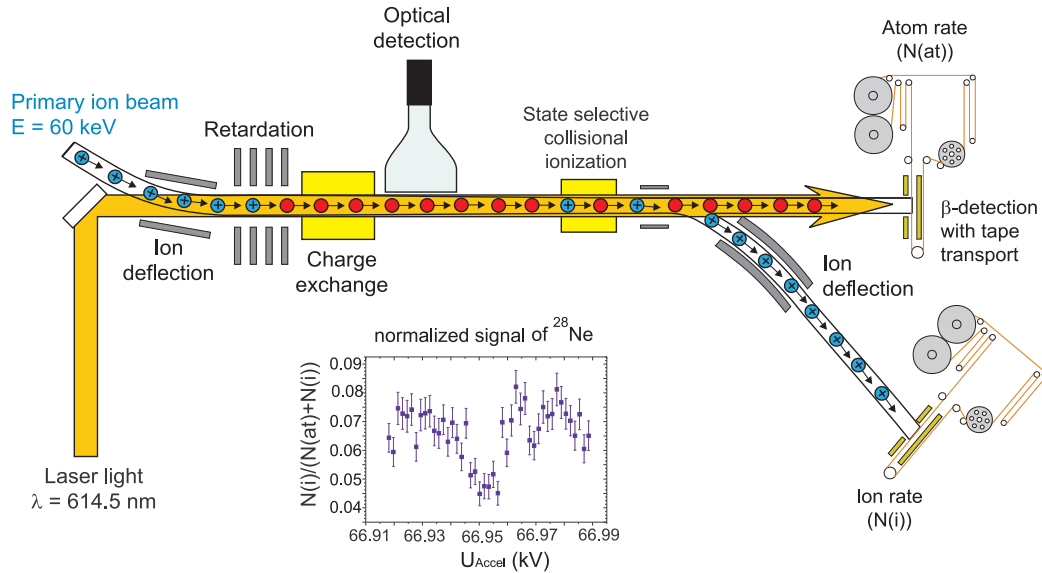 Optical
detection
Atom rate
(N(at))
Primary ion beam
E = 60 keV
Retardation
State selective
collisional
ionization
Ion
deflection
Charge
exchange
Ion
deflection
β-detection
with tape
transport
normalized signal of ²⁸Ne
N(i)/(N(at)+N(i))
0.09
0.08
0.07
0.06
0.05
0.04
66.91 66.93 66.95 66.97 66.99
U_Accel (kV)
Laser light
λ = 614.5 nm
Ion rate
(N(i))